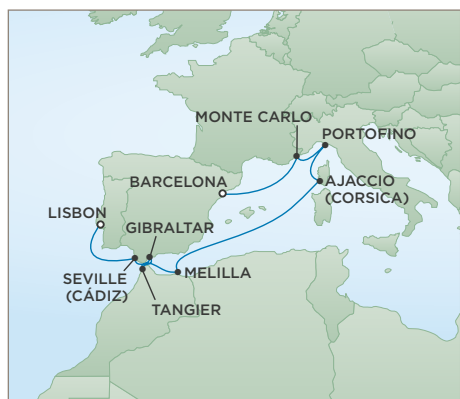 MONTE CARLO
PORTOFINO
BARCELONA
AJACCIO
(CORSICA)
LISBON
GIBRALTAR
SEVILLE
(CÁDIZ)
MELILLA
TANGIER